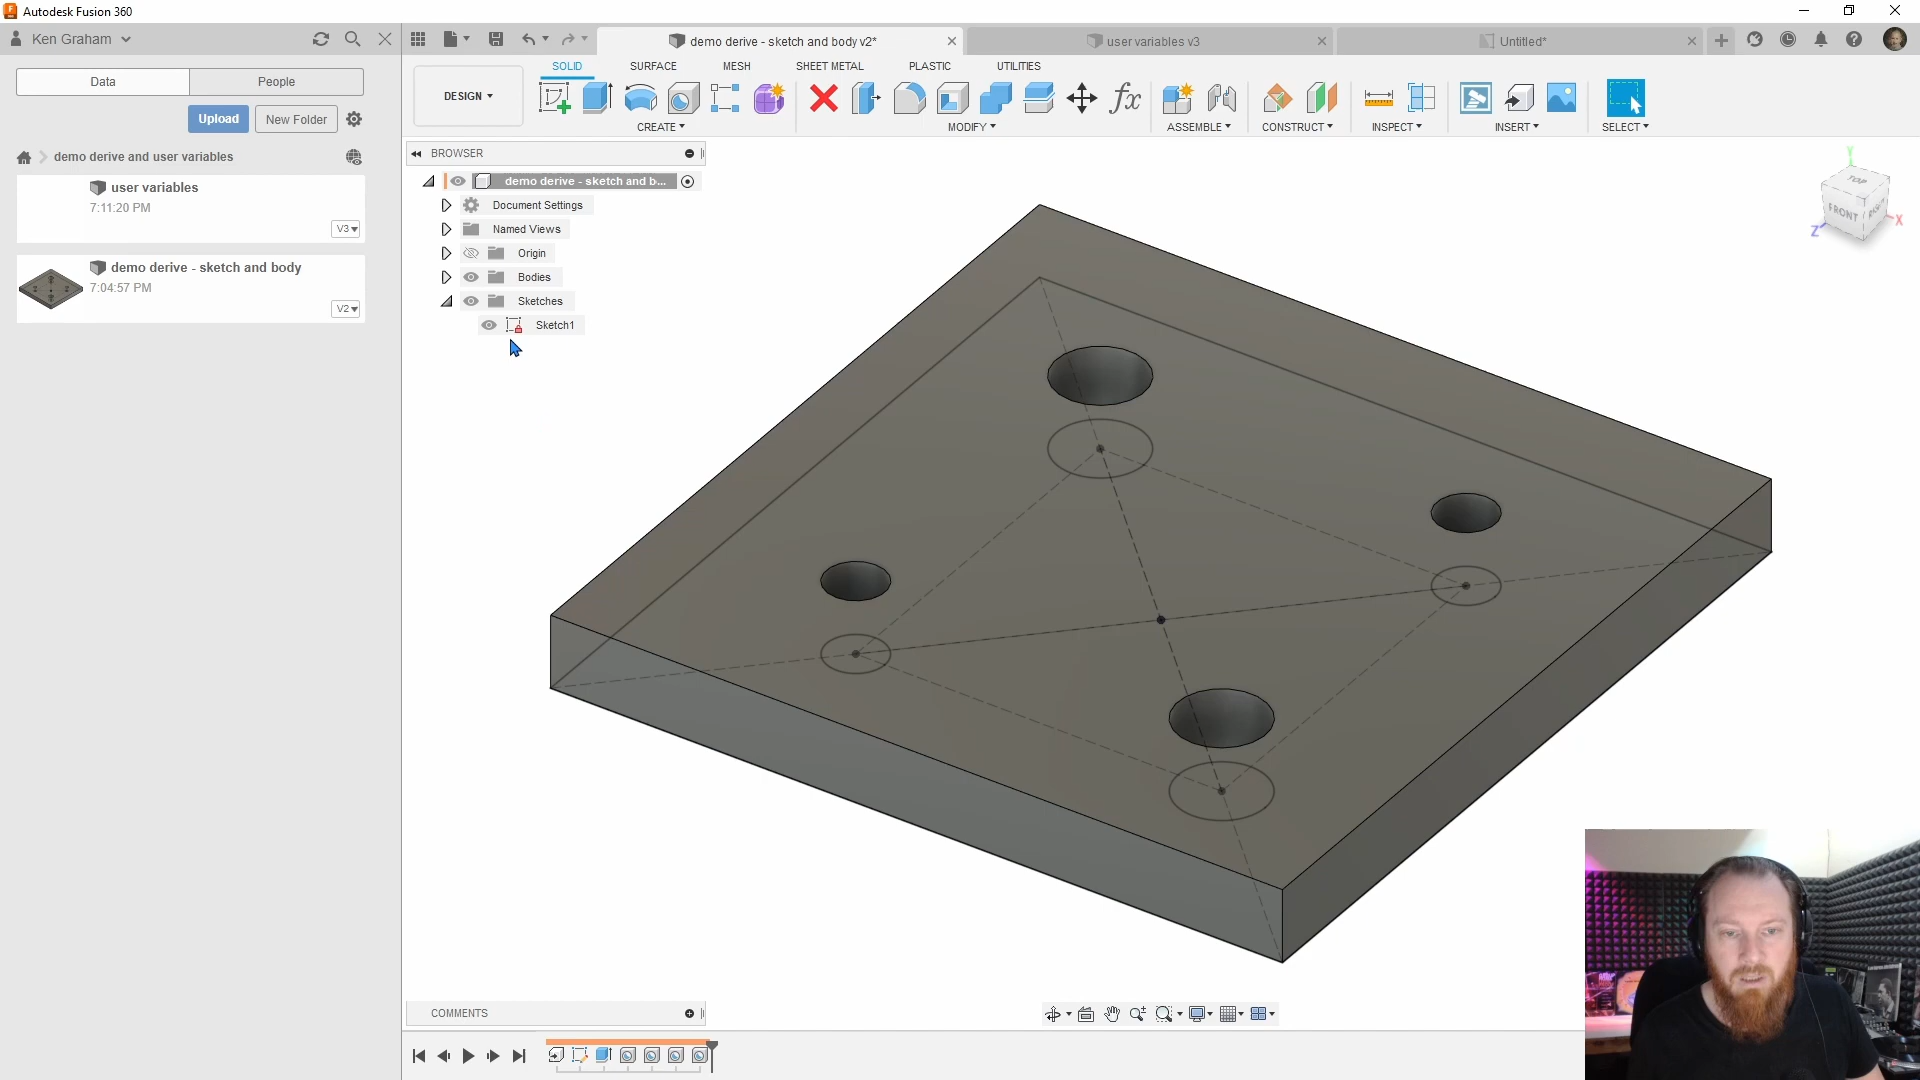 Autodesk Fusion 360
Ken Graham
demo derive - sketch and body v2*
user variables v3
Untitled*
Data
People
Upload
New Folder
demo derive and user variables
user variables
7:11:20 PM
V3
demo derive - sketch and body
7:04:57 PM
V2
SOLID
SURFACE
MESH
SHEET METAL
PLASTIC
UTILITIES
DESIGN
CREATE
MODIFY
ASSEMBLE
CONSTRUCT
INSPECT
INSERT
SELECT
fx
BROWSER
demo derive - sketch and b...
Document Settings
Named Views
Origin
Bodies
Sketches
Sketch1
Y
TOP
FRONT
RIGHT
X
Z
COMMENTS